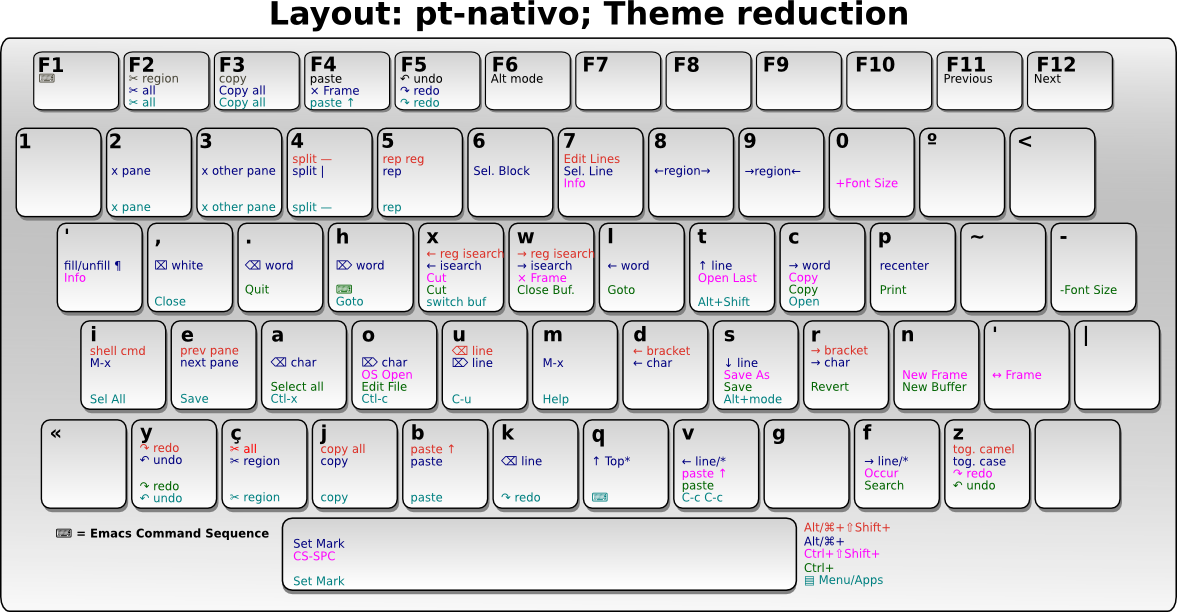 Layout: pt-nativo; Theme reduction
F1
⌨
F2
✂ region
✂ all
✂ all
F3
copy
Copy all
Copy all
F4
paste
× Frame
paste ↑
F5
↶ undo
↷ redo
↷ redo
F6
Alt mode
F7
F8
F9
F10
F11
Previous
F12
Next
1
2
x pane
x pane
3
x other pane
x other pane
4
split —
split |
split —
5
rep reg
rep
rep
6
Sel. Block
7
Edit Lines
Sel. Line
Info
8
←region→
9
→region←
0
+Font Size
º
<
'
fill/unfill ¶
Info
,
⌧ white
Close
.
⌫ word
Quit
h
⌦ word
⌨
Goto
x
← reg isearch
← isearch
Cut
Cut
switch buf
w
→ reg isearch
→ isearch
× Frame
Close Buf.
l
← word
Goto
t
↑ line
Open Last
Alt+Shift
c
→ word
Copy
Copy
Open
p
recenter
Print
~
-
-Font Size
i
shell cmd
M-x
Sel All
e
prev pane
next pane
Save
a
⌫ char
Select all
Ctl-x
o
⌦ char
OS Open
Edit File
Ctl-c
u
⌫ line
⌦ line
C-u
m
M-x
Help
d
← bracket
← char
s
↓ line
Save As
Save
Alt+mode
r
→ bracket
→ char
Revert
n
New Frame
New Buffer
'
↔ Frame
|
«
y
↷ redo
↶ undo
↷ redo
↶ undo
ç
✂ all
✂ region
✂ region
j
copy all
copy
copy
b
paste ↑
paste
paste
k
⌫ line
↷ redo
q
↑ Top*
⌨
v
← line/*
paste ↑
paste
C-c C-c
g
f
→ line/*
Occur
Search
z
tog. camel
tog. case
↷ redo
↶ undo
⌨ = Emacs Command Sequence
Set Mark
CS-SPC
Set Mark
Alt/⌘+⇧Shift+
Alt/⌘+
Ctrl+⇧Shift+
Ctrl+
▤ Menu/Apps